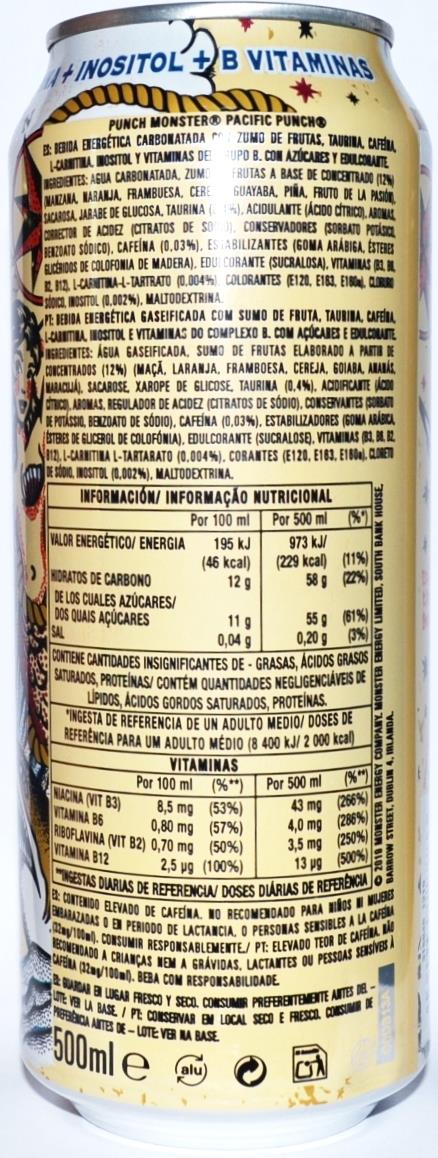 A + INOSITOL + B VITAMINAS
PUNCH MONSTER® PACIFIC PUNCH®
ES: BEBIDA ENERGÉTICA CARBONATADA ZUMO DE FRUTAS, TAURINA, CAFEÍNA,
L-CARNITINA, INOSITOL Y VITAMINAS DEL B. CON AZÚCARES Y EDULCORANTE.
INGREDIENTES: AGUA CARBONATADA, FRUTAS A BASE DE CONCENTRADO (12%)
(MANZANA, NARANJA, FRAMBUESA, GUAYABA, PIÑA, FRUTO DE LA PASIÓN),
SACAROSA, JARABE DE GLUCOSA, TAURINA ACIDULANTE (ÁCIDO CÍTRICO), AROMAS,
CORRECTOR DE ACIDEZ (CITRATOS DE CONSERVADORES (SORBATO POTÁSICO,
BENZOATO SÓDICO), CAFEÍNA (0,03%), ESTABILIZANTES (GOMA ARÁBIGA, ÉSTERES
GLICÉRIDOS DE COLOFONIA DE MADERA), EDULCORANTE (SUCRALOSA), VITAMINAS (B3, B6,
B2, B12), L-CARNITINA-L-TARTRATO (0,004%), COLORANTES (E120, E163, E160a), CLORURO
SÓDICO, INOSITOL (0,002%), MALTODEXTRINA.
PT: BEBIDA ENERGÉTICA GASEIFICADA COM SUMO DE FRUTA, TAURINA, CAFEÍNA,
L-CARNITINA, INOSITOL E VITAMINAS DO COMPLEXO B. COM AÇÚCARES E EDULCORANTE.
INGREDIENTES: ÁGUA GASEIFICADA, SUMO DE FRUTAS ELABORADO A PARTIR DE
CONCENTRADOS (12%) (MAÇÃ, LARANJA, FRAMBOESA, CEREJA, GOIABA, ANANÁS,
MARACUJÁ), SACAROSE, XAROPE DE GLICOSE, TAURINA (0,4%), ACIDIFICANTE (ÁCIDO
CÍTRICO), AROMAS, REGULADOR DE ACIDEZ (CITRATOS DE SÓDIO), CONSERVANTES (SORBATO
DE POTÁSSIO, BENZOATO DE SÓDIO), CAFEÍNA (0,03%), ESTABILIZADORES (GOMA ARÁBICA,
ÉSTERES DE GLICEROL DE COLOFÓNIA), EDULCORANTE (SUCRALOSE), VITAMINAS (B3, B6, B2,
B12), L-CARNITINA L-TARTARATO (0,004%), CORANTES (E120, E163, E160a), CLORETO
DE SÓDIO, INOSITOL (0,002%), MALTODEXTRINA.
INFORMACIÓN/ INFORMAÇÃO NUTRICIONAL
Por 100 ml Por 500 ml (%*)
VALOR ENERGÉTICO/ ENERGIA 195 kJ 973 kJ/
(46 kcal) (229 kcal) (11%)
HIDRATOS DE CARBONO 12 g 58 g (22%)
DE LOS CUALES AZÚCARES/
DOS QUAIS AÇÚCARES 11 g 55 g (61%)
SAL 0,04 g 0,20 g (3%)
CONTIENE CANTIDADES INSIGNIFICANTES DE - GRASAS, ÁCIDOS GRASOS
SATURADOS, PROTEÍNAS/ CONTÉM QUANTIDADES NEGLIGENCIÁVEIS DE
LÍPIDOS, ÁCIDOS GORDOS SATURADOS, PROTEÍNAS.
*INGESTA DE REFERENCIA DE UN ADULTO MEDIO/ DOSES DE
REFERÊNCIA PARA UM ADULTO MÉDIO (8 400 kJ/ 2 000 kcal)
VITAMINAS
Por 100 ml (%**) Por 500 ml (%**)
NIACINA (VIT B3) 8,5 mg (53%) 43 mg (266%)
VITAMINA B6 0,80 mg (57%) 4,0 mg (286%)
RIBOFLAVINA (VIT B2) 0,70 mg (50%) 3,5 mg (250%)
VITAMINA B12 2,5 µg (100%) 13 µg (500%)
**INGESTAS DIARIAS DE REFERENCIA/ DOSES DIÁRIAS DE REFERÊNCIA
© 2019 MONSTER ENERGY COMPANY. MONSTER ENERGY LIMITED, SOUTH BANK HOUSE,
BARROW STREET, DUBLIN 4, IRLANDA.
ES: CONTENIDO ELEVADO DE CAFEÍNA. NO RECOMENDADO PARA NIÑOS NI MUJERES
EMBARAZADAS O EN PERIODO DE LACTANCIA, O PERSONAS SENSIBLES A LA CAFEÍNA
(32mg/100ml). CONSUMIR RESPONSABLEMENTE./ PT: ELEVADO TEOR DE CAFEÍNA. NÃO
RECOMENDADO A CRIANÇAS NEM A GRÁVIDAS, LACTANTES OU PESSOAS SENSÍVEIS À
CAFEÍNA (32mg/100ml). BEBA COM RESPONSABILIDADE.
ES: GUARDAR EN LUGAR FRESCO Y SECO. CONSUMIR PREFERENTEMENTE ANTES DEL -
LOTE: VER LA BASE. / PT: CONSERVAR EM LOCAL SECO E FRESCO. CONSUMIR DE
PREFERÊNCIA ANTES DE - LOTE: VER NA BASE.
500ml e alu